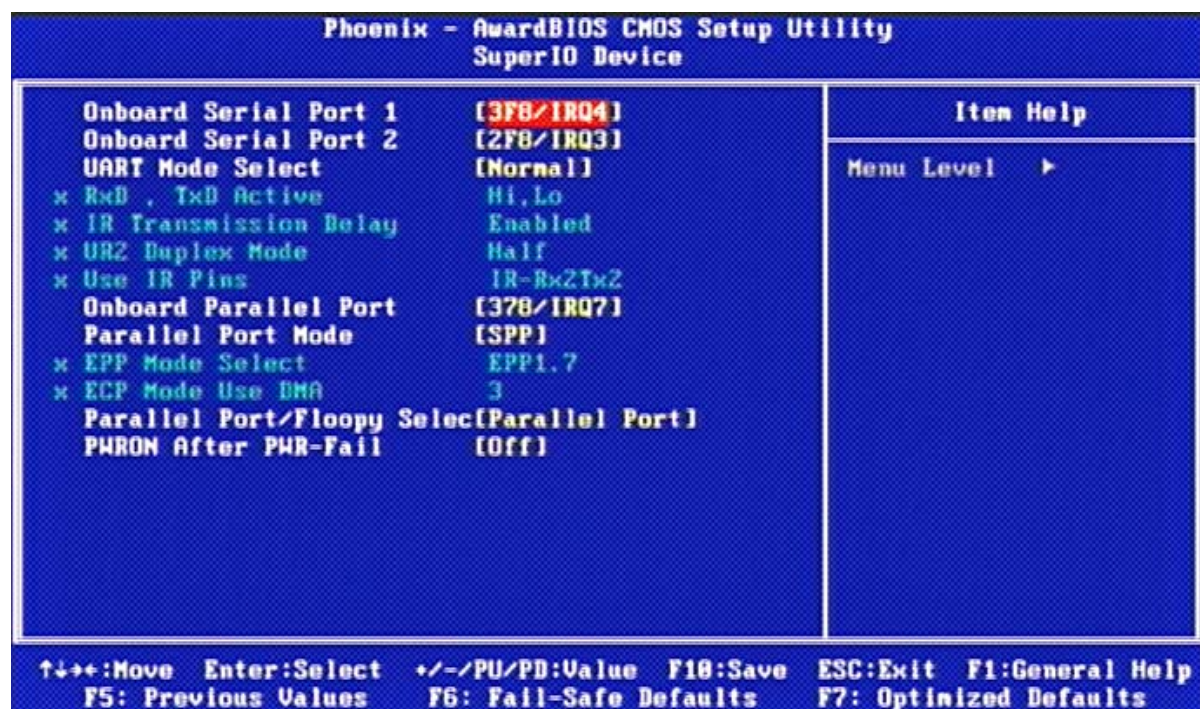 Phoenix - AwardBIOS CMOS Setup Utility
SuperIO Device
Onboard Serial Port 1 [3F8/IRQ4]
Onboard Serial Port 2 [2F8/IRQ3]
UART Mode Select [Normal]
x RxD , TxD Active Hi,Lo
x IR Transmission Delay Enabled
x UR2 Duplex Mode Half
x Use IR Pins IR-Rx2Tx2
Onboard Parallel Port [378/IRQ7]
Parallel Port Mode [SPP]
x EPP Mode Select EPP1.7
x ECP Mode Use DMA 3
Parallel Port/Floopy Selec[Parallel Port]
PWRON After PWR-Fail [Off]
Item Help
Menu Level ▸
↑↓→←:Move Enter:Select +/-/PU/PD:Value F10:Save ESC:Exit F1:General Help
F5: Previous Values F6: Fail-Safe Defaults F7: Optimized Defaults